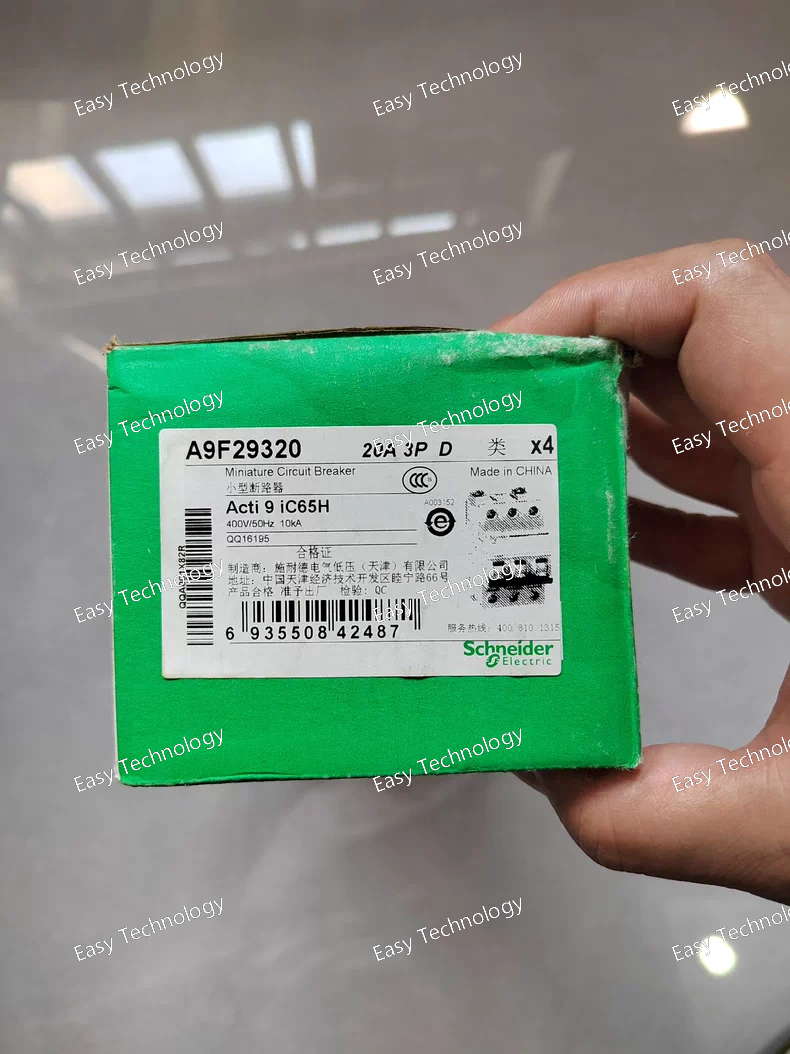 Easy Technology Easy Technology Easy Technology
Easy Technology Easy Technology Easy Technology
A9F29320 20A 3P D 类 x4
Miniature Circuit Breaker Made in CHINA
小型断路器
Acti 9 iC65H
A003152
400V/50Hz 10kA
QQ16195
合格证
制造商: 施耐德电气低压（天津）有限公司
地址: 中国天津经济技术开发区睦宁路66号
产品合格 准予出厂 检验: QC
6 935508 42487
服务热线: 400 810 1315
Schneider
Electric
Easy Technology Easy Technology Easy Technology
Easy Technology Easy Technology Easy Technology
Easy Technology Easy Technology Easy Technology
Easy Technology Easy Technology Easy Technology